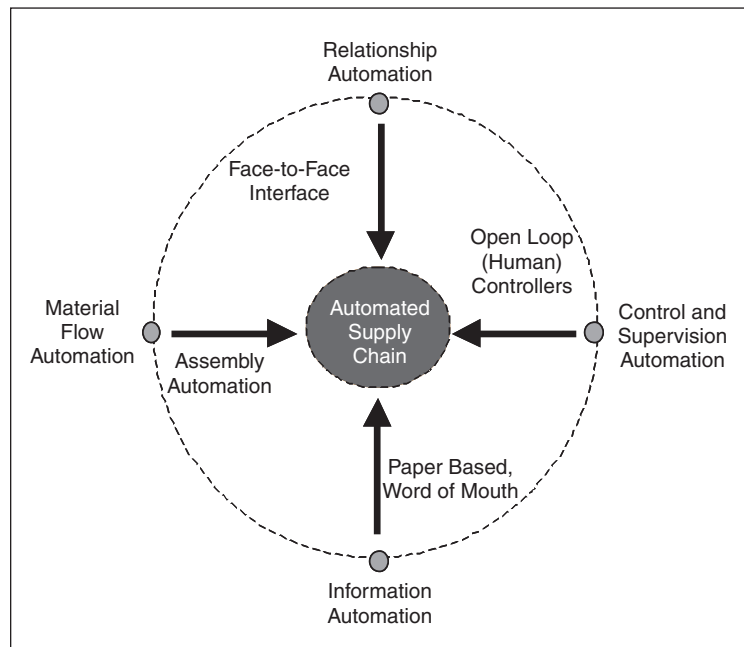 Relationship
Automation
Face-to-Face
Interface
Open Loop
(Human)
Controllers
Material
Flow
Automation
Automated
Supply
Chain
Control and
Supervision
Automation
Assembly
Automation
Paper Based,
Word of Mouth
Information
Automation